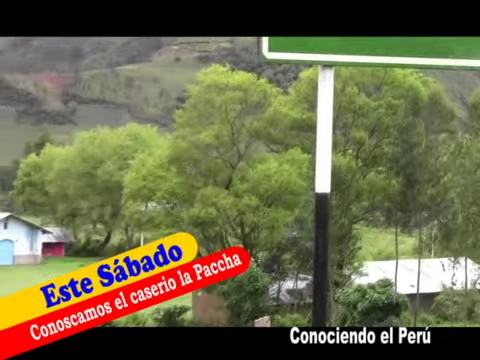 Este Sábado
Conoscamos el caserio la Paccha
Conociendo el Perú